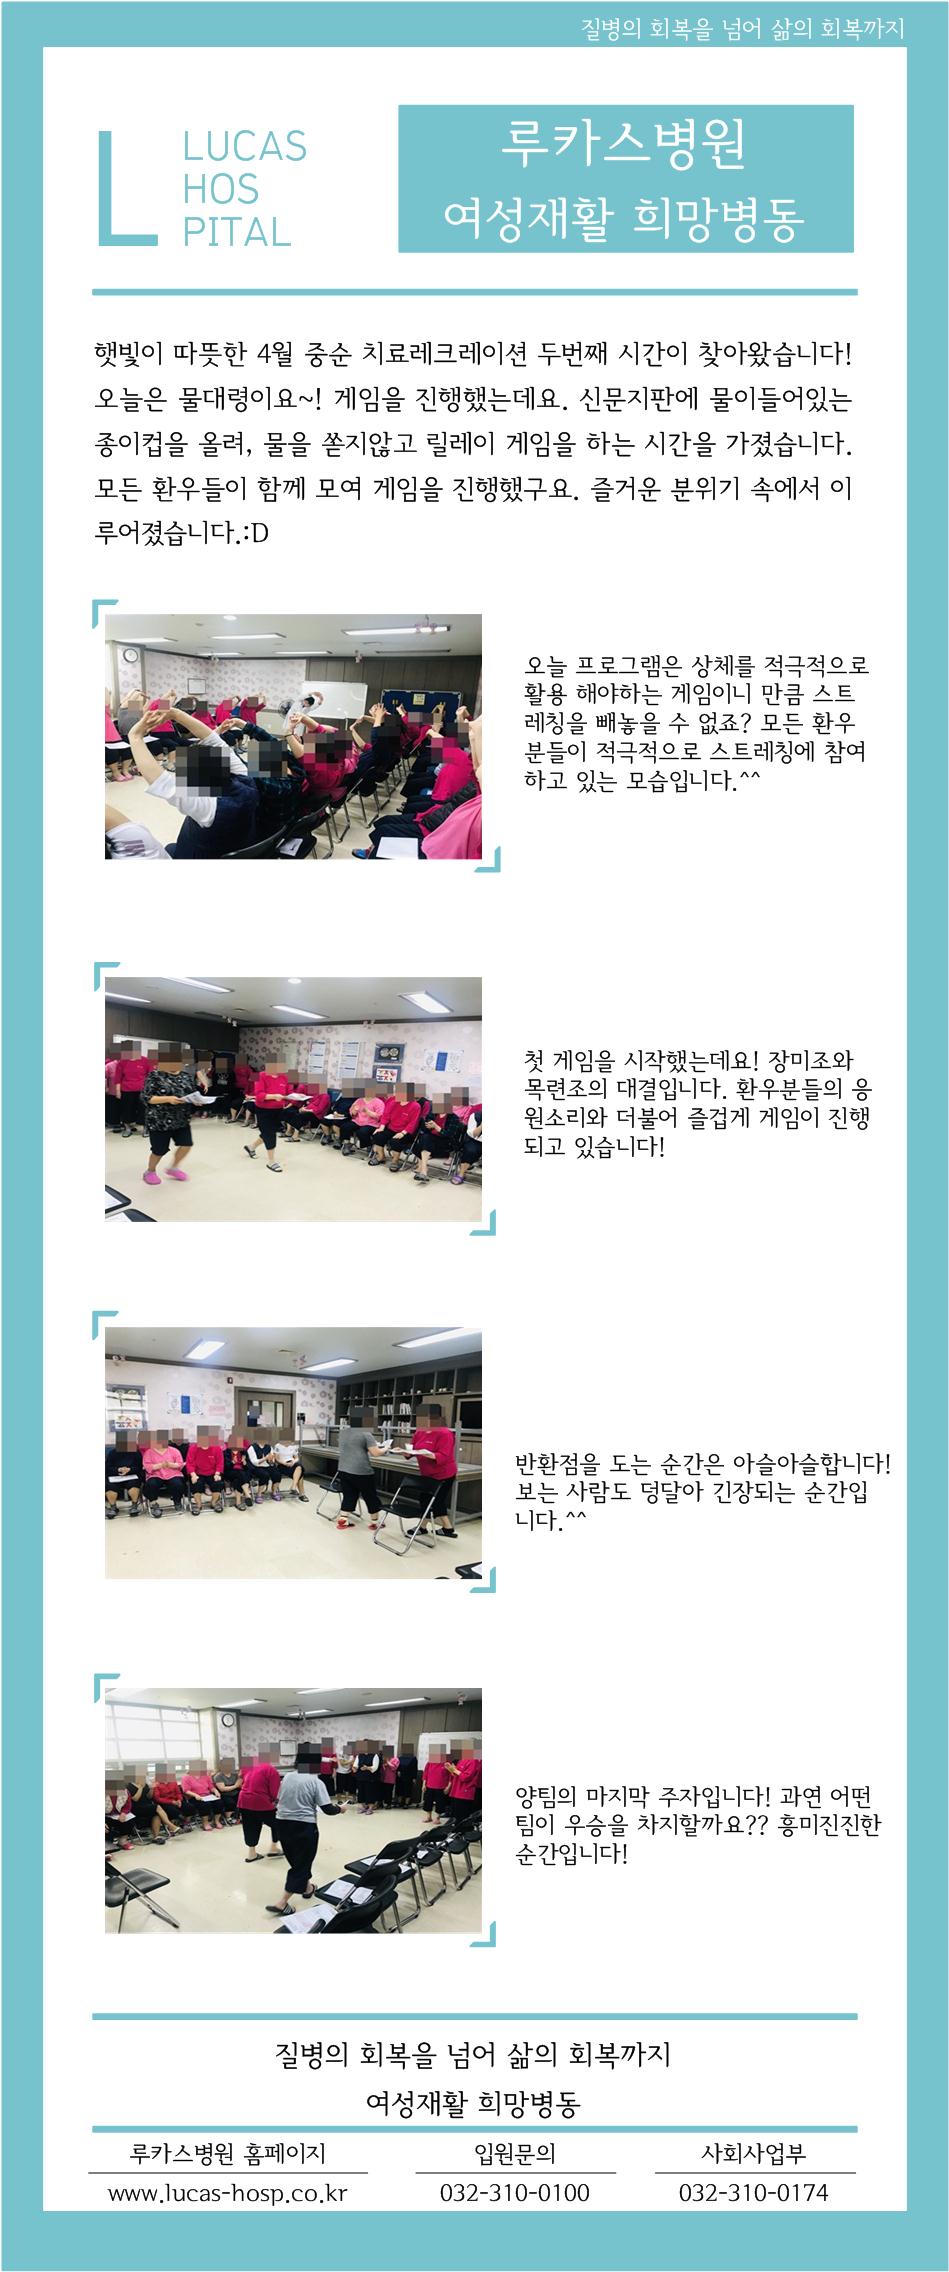 질병의 회복을 넘어 삶의 회복까지
LUCAS
HOS
PITAL
루카스병원
여성재활 희망병동
햇빛이 따뜻한 4월 중순 치료레크레이션 두번째 시간이 찾아왔습니다!
오늘은 물대령이요~! 게임을 진행했는데요. 신문지판에 물이들어있는
종이컵을 올려, 물을 쏟지않고 릴레이 게임을 하는 시간을 가졌습니다.
모든 환우들이 함께 모여 게임을 진행했구요. 즐거운 분위기 속에서 이
루어졌습니다.:D
오늘 프로그램은 상체를 적극적으로
활용 해야하는 게임이니 만큼 스트
레칭을 빼놓을 수 없죠? 모든 환우
분들이 적극적으로 스트레칭에 참여
하고 있는 모습입니다.^^
첫 게임을 시작했는데요! 장미조와
목련조의 대결입니다. 환우분들의 응
원소리와 더불어 즐겁게 게임이 진행
되고 있습니다!
반환점을 도는 순간은 아슬아슬합니다!
보는 사람도 덩달아 긴장되는 순간입
니다.^^
양팀의 마지막 주자입니다! 과연 어떤
팀이 우승을 차지할까요?? 흥미진진한
순간입니다!
질병의 회복을 넘어 삶의 회복까지
여성재활 희망병동
루카스병원 홈페이지
www.lucas-hosp.co.kr
입원문의
032-310-0100
사회사업부
032-310-0174